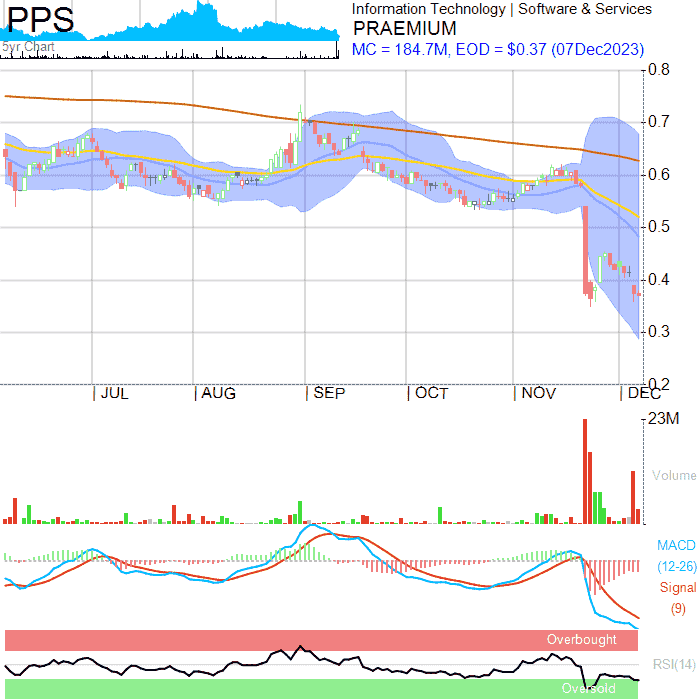 PPS
5yr Chart
Information Technology | Software & Services
PRAEMIUM
MC = 184.7M, EOD = $0.37 (07Dec2023)
0.8
0.7
0.6
0.5
0.4
0.3
0.2
| JUL | AUG | SEP | OCT | NOV | DEC
23M
Volume
MACD
(12-26)
Signal
(9)
Overbought
RSI(14)
Oversold